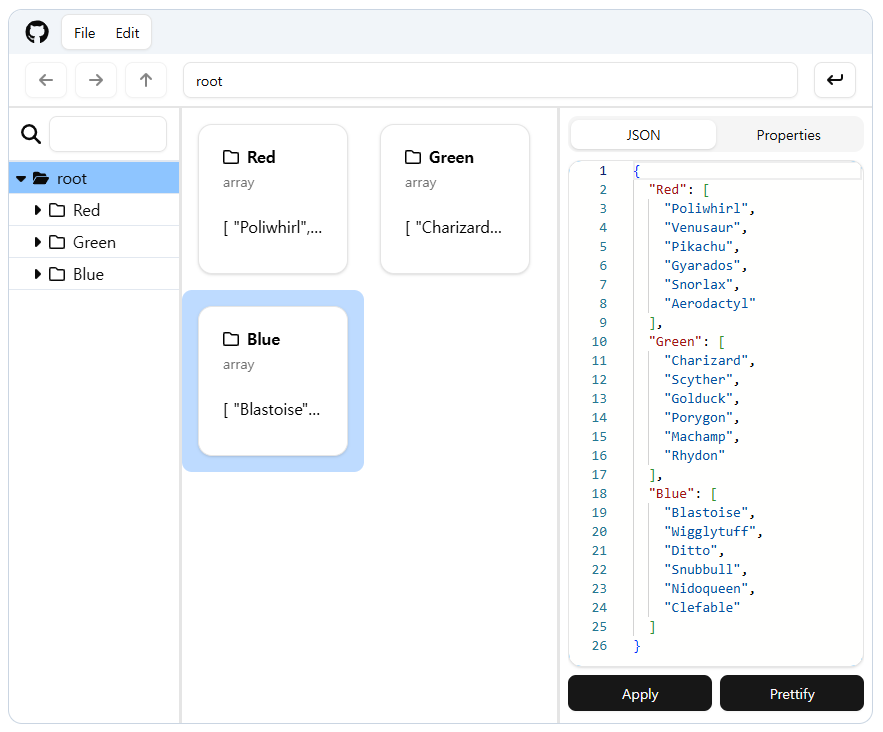 File Edit
root
JSON Properties
root
Red
Green
Blue
Red
array
[ "Poliwhirl",...
Green
array
[ "Charizard...
Blue
array
[ "Blastoise"...
1 {
2 "Red": [
3 "Poliwhirl",
4 "Venusaur",
5 "Pikachu",
6 "Gyarados",
7 "Snorlax",
8 "Aerodactyl"
9 ],
10 "Green": [
11 "Charizard",
12 "Scyther",
13 "Golduck",
14 "Porygon",
15 "Machamp",
16 "Rhydon"
17 ],
18 "Blue": [
19 "Blastoise",
20 "Wigglytuff",
21 "Ditto",
22 "Snubbull",
23 "Nidoqueen",
24 "Clefable"
25 ]
26 }
Apply Prettify